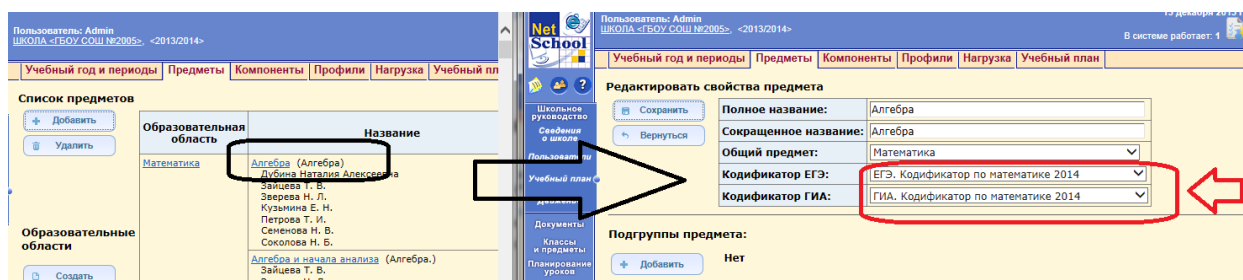 Пользователь: Admin
ШКОЛА <ГБОУ СОШ №2005>, <2013/2014>
Учебный год и периоды Предметы Компоненты Профили Нагрузка Учебный пл
Список предметов
Добавить
Удалить
Образовательная область
Название
Математика
Алгебра (Алгебра)
Дубина Наталия Алексеевна
Зайцева Т. В.
Зверева Н. Л.
Кузьмина Е. Н.
Петрова Т. И.
Семенова Н. В.
Соколова Н. Б.
Образовательные
области
Создать
Алгебра и начала анализа (Алгебра.)
Зайцева Т. В.
Net
School
Школьное
руководство
Сведения
о школе
Пользователи
Учебный план
Движение
Документы
Классы
и предметы
Планирование
уроков
Пользователь: Admin
ШКОЛА <ГБОУ СОШ №2005>, <2013/2014>
В системе работает: 1
Учебный год и периоды Предметы Компоненты Профили Нагрузка Учебный план
Редактировать свойства предмета
Сохранить
Вернуться
Полное название: Алгебра
Сокращенное название: Алгебра
Общий предмет: Математика
Кодификатор ЕГЭ: ЕГЭ. Кодификатор по математике 2014
Кодификатор ГИА: ГИА. Кодификатор по математике 2014
Подгруппы предмета:
Добавить
Нет